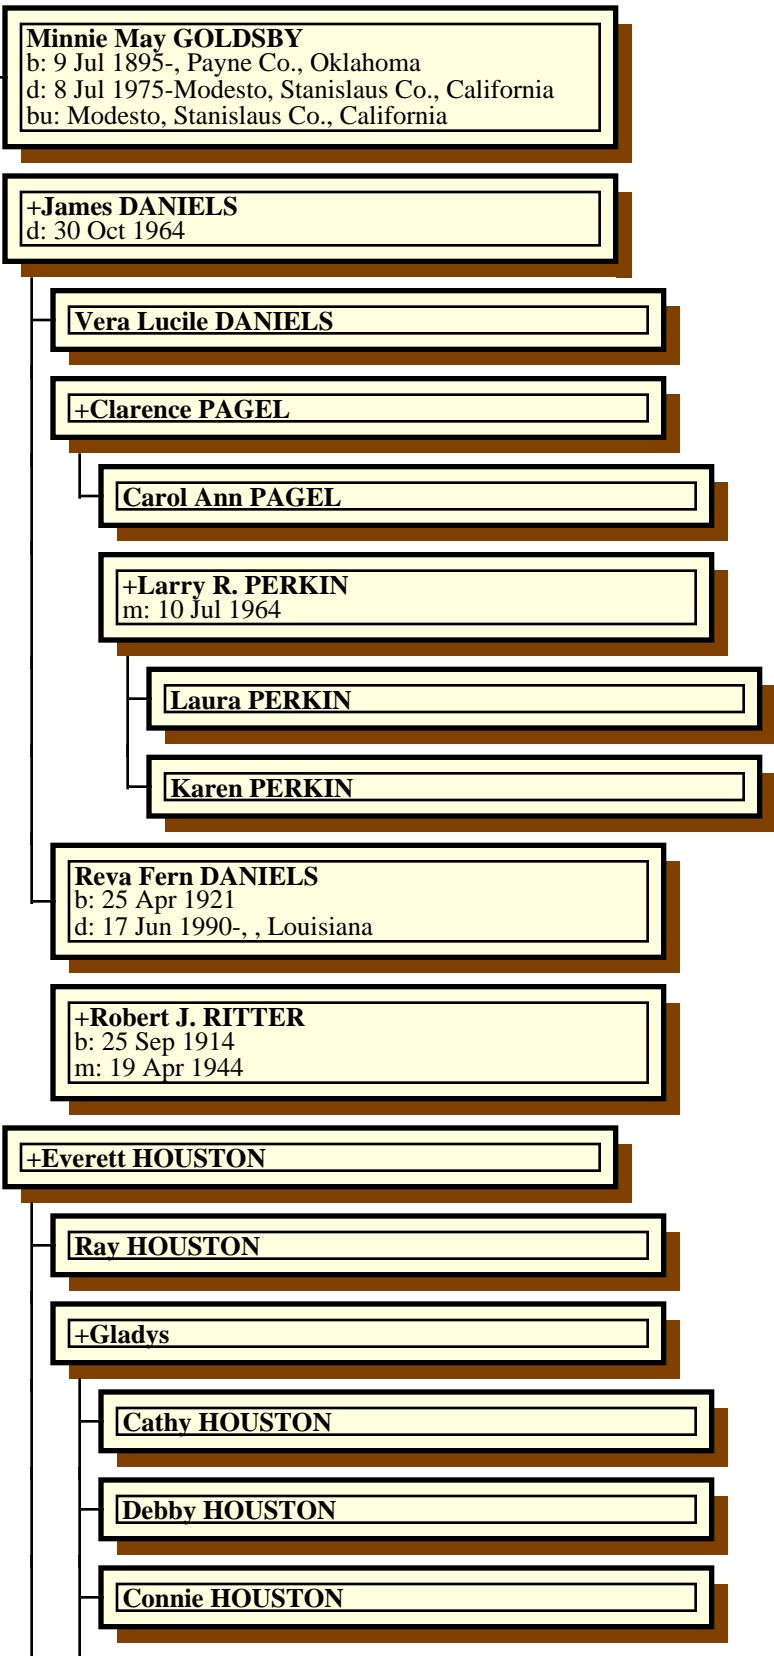 Minnie May GOLDSBY
b: 9 Jul 1895-, Payne Co., Oklahoma
d: 8 Jul 1975-Modesto, Stanislaus Co., California
bu: Modesto, Stanislaus Co., California
+James DANIELS
d: 30 Oct 1964
Vera Lucile DANIELS
+Clarence PAGEL
Carol Ann PAGEL
+Larry R. PERKIN
m: 10 Jul 1964
Laura PERKIN
Karen PERKIN
Reva Fern DANIELS
b: 25 Apr 1921
d: 17 Jun 1990-, , Louisiana
+Robert J. RITTER
b: 25 Sep 1914
m: 19 Apr 1944
+Everett HOUSTON
Ray HOUSTON
+Gladys
Cathy HOUSTON
Debby HOUSTON
Connie HOUSTON